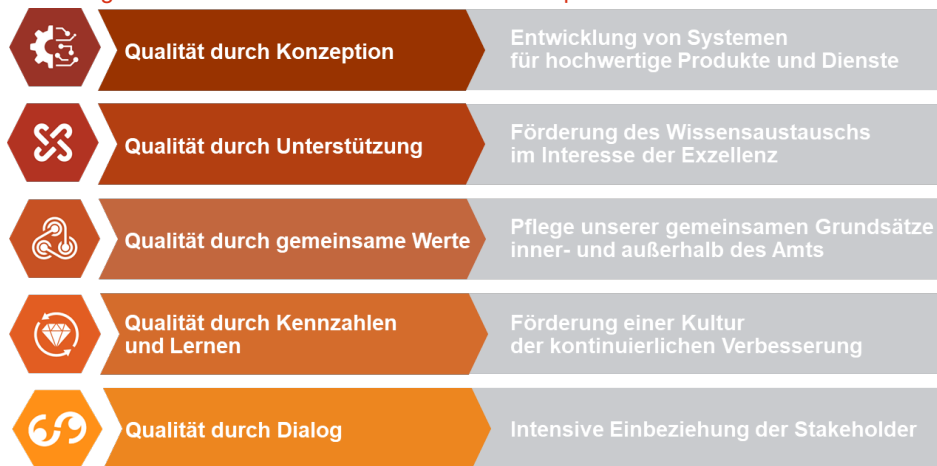 Qualität durch Konzeption
Entwicklung von Systemen
für hochwertige Produkte und Dienste
Qualität durch Unterstützung
Förderung des Wissensaustauschs
im Interesse der Exzellenz
Qualität durch gemeinsame Werte
Pflege unserer gemeinsamen Grundsätze
inner- und außerhalb des Amts
Qualität durch Kennzahlen
und Lernen
Förderung einer Kultur
der kontinuierlichen Verbesserung
Qualität durch Dialog
Intensive Einbeziehung der Stakeholder